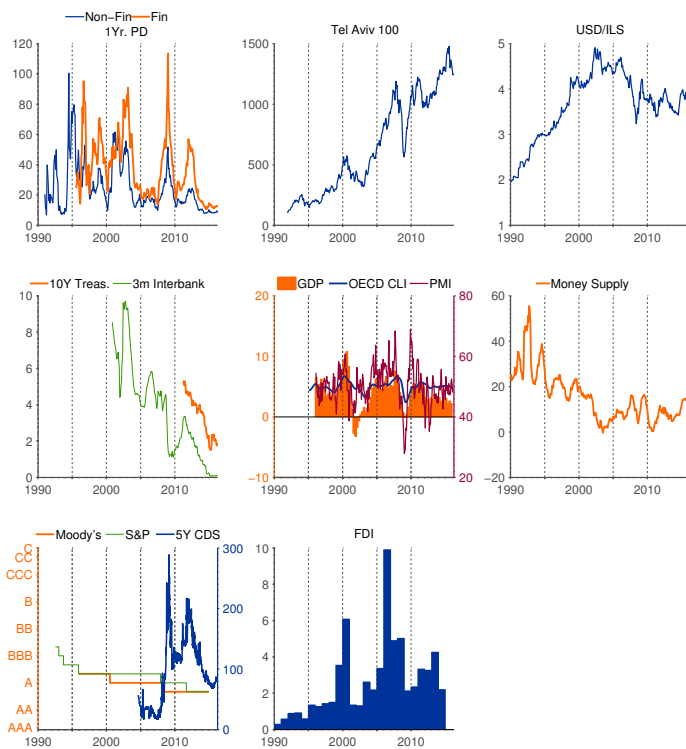 Non-Fin Fin
1Yr. PD
120
100
80
60
40
20
0
1990 2000 2010
Tel Aviv 100
1500
1000
500
0
1990 2000 2010
USD/ILS
5
4
3
2
1
1990 2000 2010
10Y Treas. 3m Interbank
10
8
6
4
2
0
1990 2000 2010
GDP OECD CLI PMI
20
10
0
−10
80
60
40
20
1990 2000 2010
Money Supply
60
40
20
0
−20
1990 2000 2010
Moody's S&P 5Y CDS
C
CC
CCC
B
BB
BBB
A
AA
AAA
300
200
100
0
1990 2000 2010
FDI
10
8
6
4
2
0
1990 2000 2010